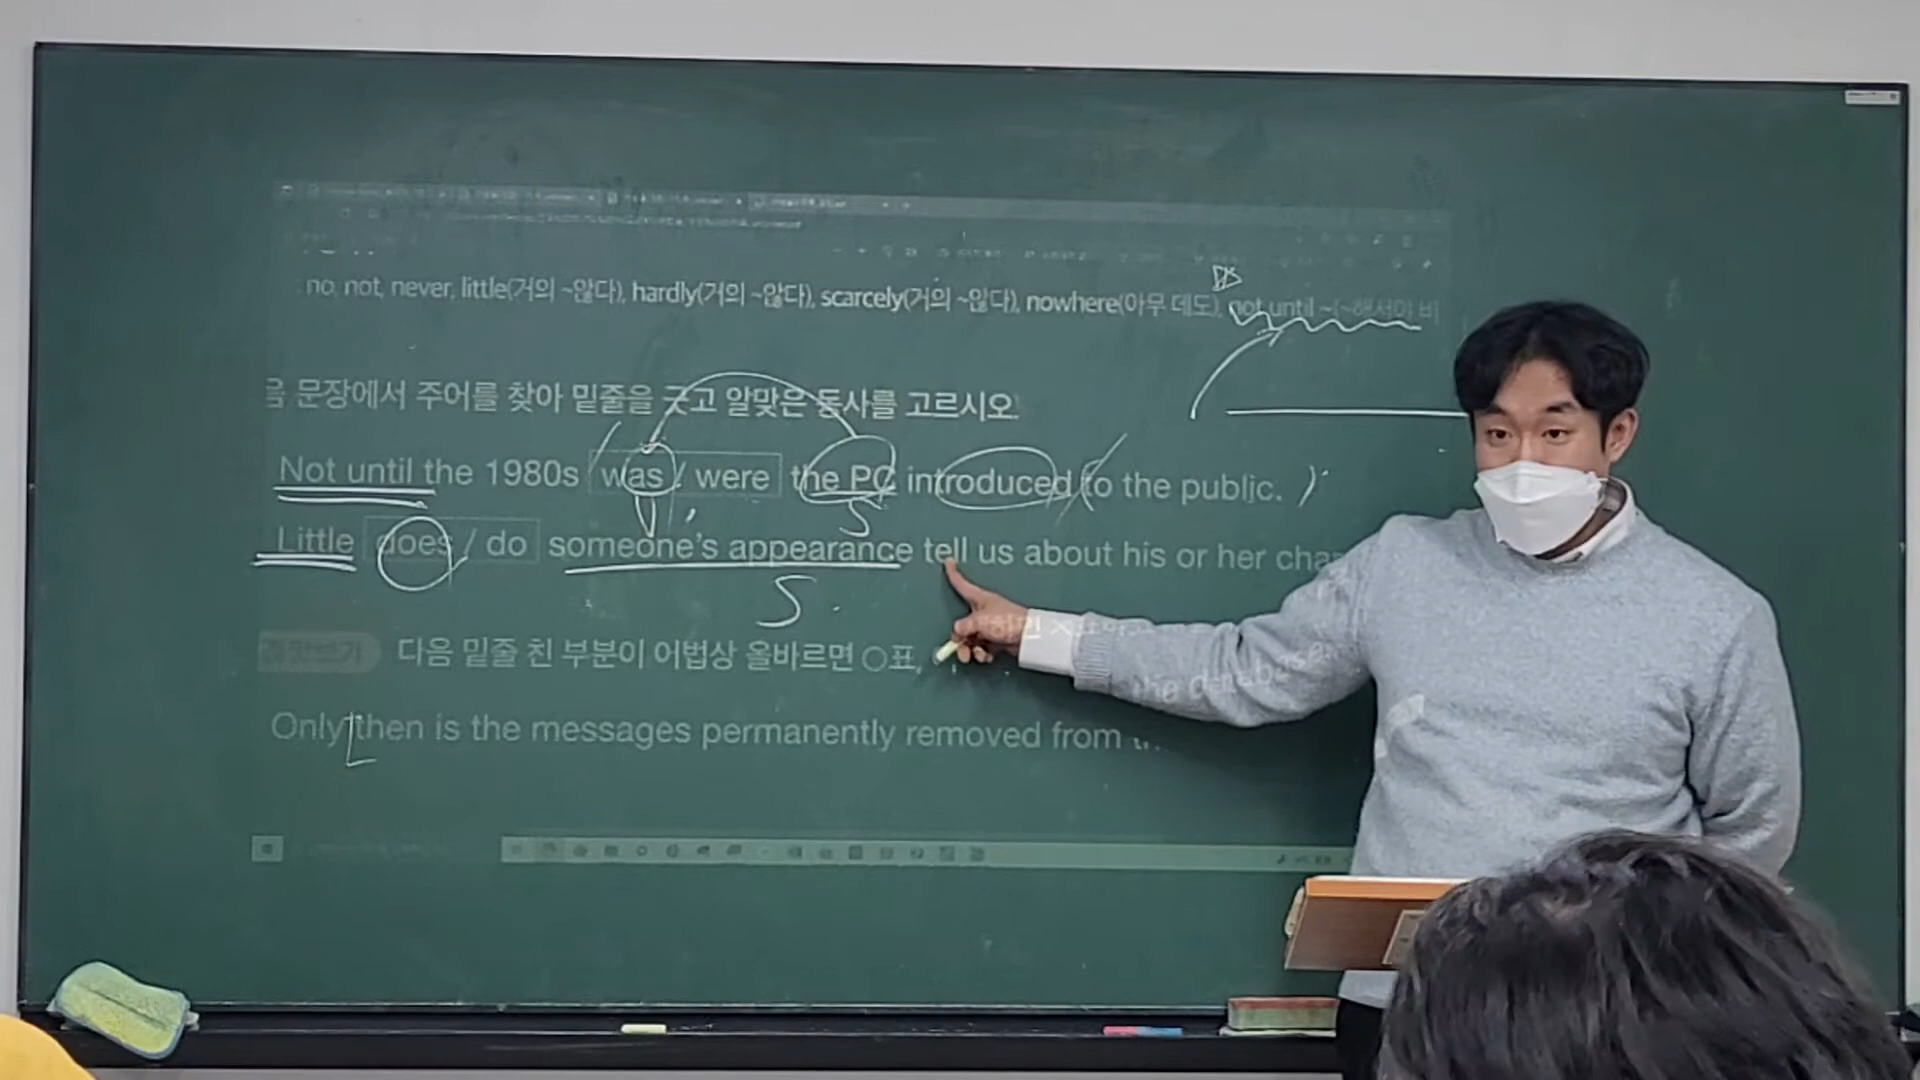 no, not, never, little(거의 ~않다), hardly(거의 ~않다), scarcely(거의 ~않다), nowhere(아무 데도), not until ~(~해서야 비
음 문장에서 주어를 찾아 밑줄을 긋고 알맞은 동사를 고르시오.
Not until the 1980s was / were the PC introduced to the public.
S
Little does / do someone's appearance tell us about his or her cha
S
다음 밑줄 친 부분이 어법상 올바르면 ○표,
Only then is the messages permanently removed from
the database.